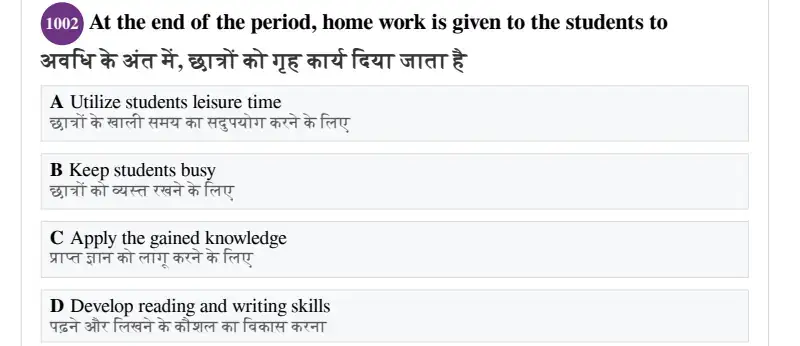 1002 At the end of the period, home work is given to the students to
अवधि के अंत में, छात्रों को गृह कार्य दिया जाता है
A Utilize students leisure time
छात्रों के खाली समय का सदुपयोग करने के लिए
B Keep students busy
छात्रों को व्यस्त रखने के लिए
C Apply the gained knowledge
प्राप्त ज्ञान को लागू करने के लिए
D Develop reading and writing skills
पढ़ने और लिखने के कौशल का विकास करना